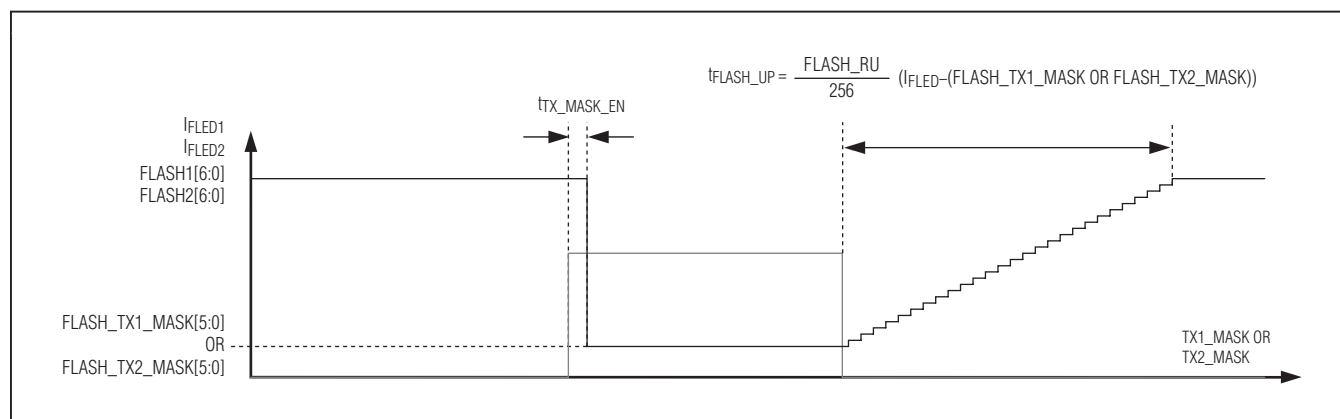 tFLASH_UP = FLASH_RU / 256 (IFLED–(FLASH_TX1_MASK OR FLASH_TX2_MASK))
tTX_MASK_EN
IFLED1
IFLED2
FLASH1[6:0]
FLASH2[6:0]
FLASH_TX1_MASK[5:0]
OR
FLASH_TX2_MASK[5:0]
TX1_MASK OR
TX2_MASK